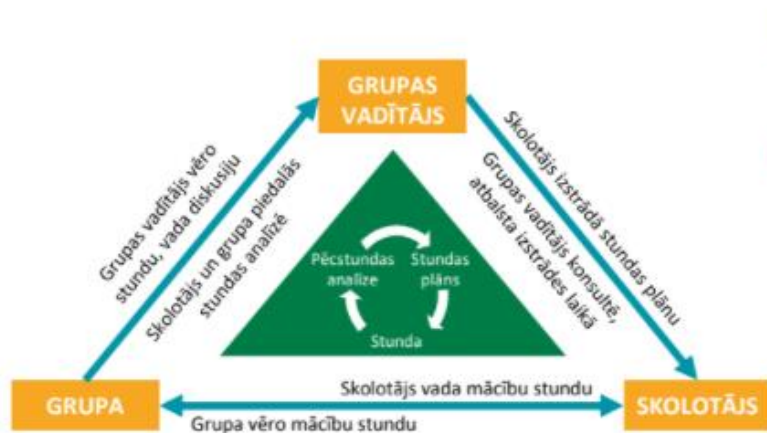 GRUPAS
VADĪTĀJS
Grupas vadītājs vēro
stundu, vada diskusiju
Skolotājs un grupa piedalās
stundas analīzē
Skolotājs izstrādā stundas plānu
Grupas vadītājs konsultē,
atbalsta izstrādes laikā
Pēcstundas
analīze
Stundas
plāns
Stunda
GRUPA
Skolotājs vada mācību stundu
Grupa vēro mācību stundu
SKOLOTĀJS